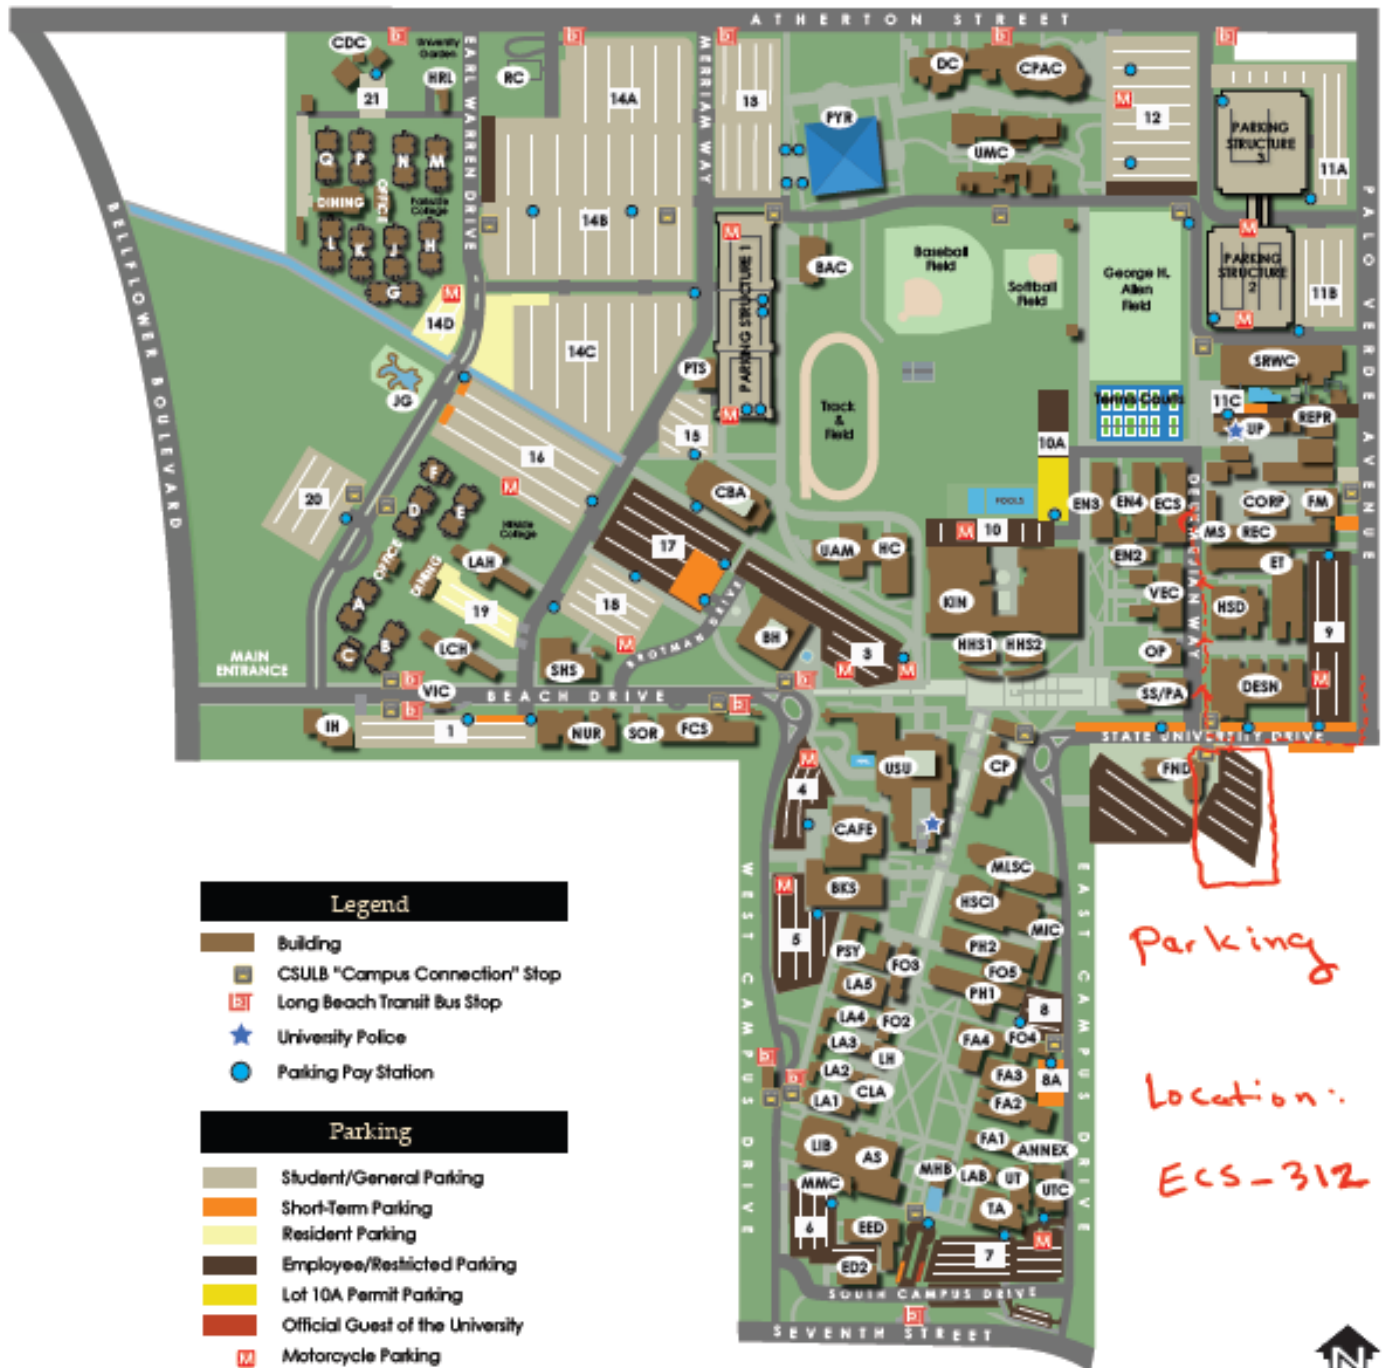 ATHERTON STREET
CDC
University Garden
HRL
21
EARL WARREN DRIVE
RC
14A
MERRIAM WAY
13
PYR
DC
CPAC
UMC
12
PARKING STRUCTURE 3
11A
Q
P
N
M
DINING
OFFICE
Parkside College
L
K
J
H
G
14B
14D
14C
JG
BELLFLOWER BOULEVARD
PARKING STRUCTURE 1
BAC
PTS
15
Baseball Field
Softball Field
George H. Allen Field
PARKING STRUCTURE 2
11B
PALO VERDE AVENUE
SRWC
Tennis Courts
11C
REPR
UP
Track & Field
10A
POOLS
EN3
EN4
ECS
DEUKMEJIAN WAY
CORP
FM
MS
REC
ET
20
16
F
D
E
Hillside College
OFFICE
DINING
LAH
A
B
C
19
LCH
CBA
17
18
BROTMAN DRIVE
SHS
BH
3
UAM
HC
10
KIN
HHS1
HHS2
EN2
VEC
HSD
9
OP
SS/PA
DESN
MAIN ENTRANCE
VIC
BEACH DRIVE
IH
1
NUR
SOR
FCS
STATE UNIVERSITY DRIVE
FND
4
USU
CP
CAFE
BKS
5
WEST CAMPUS DRIVE
EAST CAMPUS DRIVE
MLSC
HSCI
MIC
PSY
FO3
PH2
LA5
FO5
PH1
8
LA4
FO2
LA3
LH
FA4
FO4
LA2
CLA
FA3
8A
LA1
FA2
LIB
AS
FA1
ANNEX
MMC
MHB
LAB
UT
UTC
TA
6
EED
ED2
7
SOUTH CAMPUS DRIVE
SEVENTH STREET
Parking
Location:
ECS-312
N
Legend
Building
CSULB "Campus Connection" Stop
b Long Beach Transit Bus Stop
University Police
Parking Pay Station
Parking
Student/General Parking
Short-Term Parking
Resident Parking
Employee/Restricted Parking
Lot 10A Permit Parking
Official Guest of the University
M Motorcycle Parking